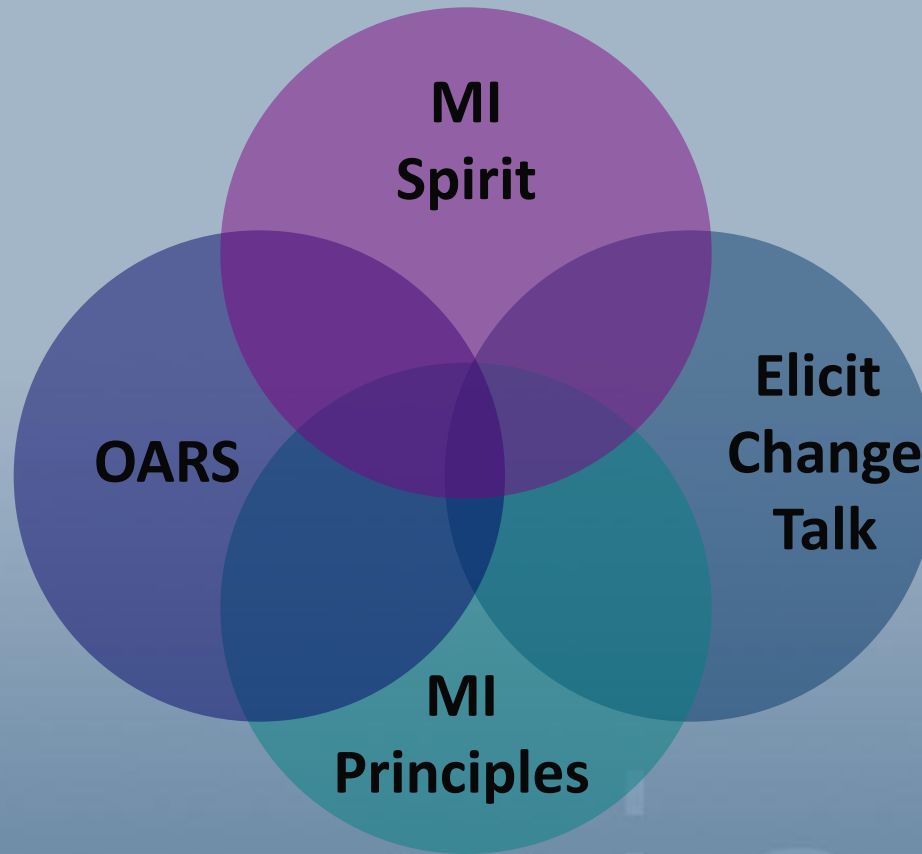 MI
Spirit
OARS
Elicit
Change
Talk
MI
Principles